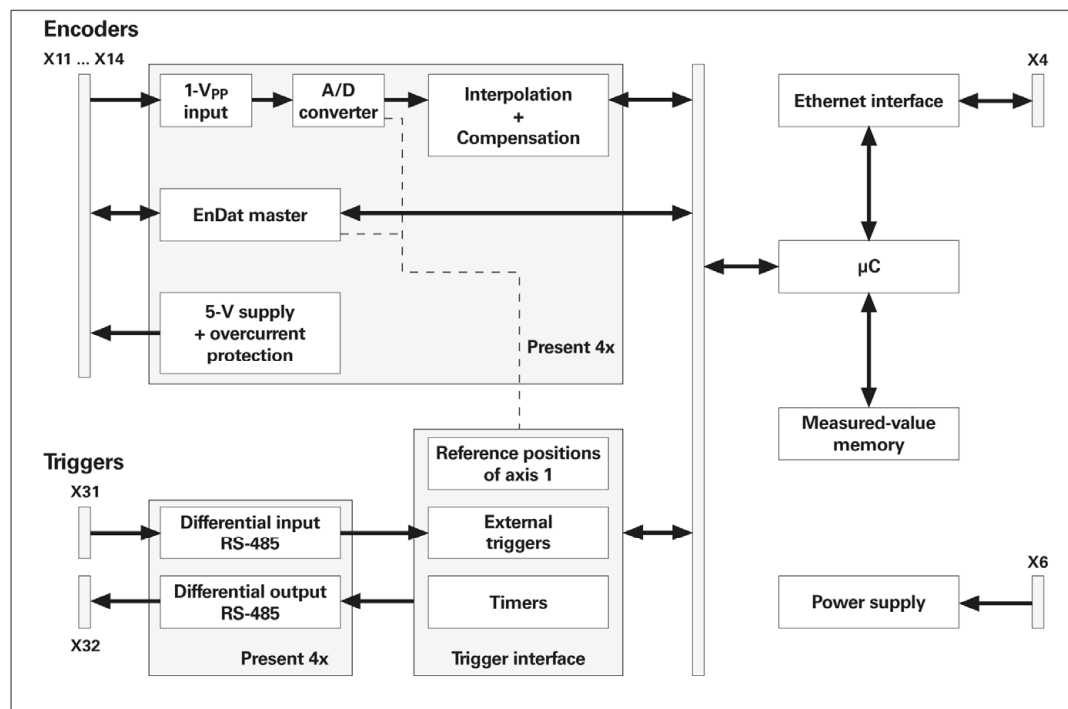 Encoders
X11 ... X14
1-VPP
input
A/D
converter
Interpolation
+
Compensation
EnDat master
5-V supply
+ overcurrent
protection
Present 4x
X4
Ethernet interface
µC
Measured-value
memory
Triggers
X31
Differential input
RS-485
Differential output
RS-485
X32
Present 4x
Reference positions
of axis 1
External
triggers
Timers
Trigger interface
X6
Power supply